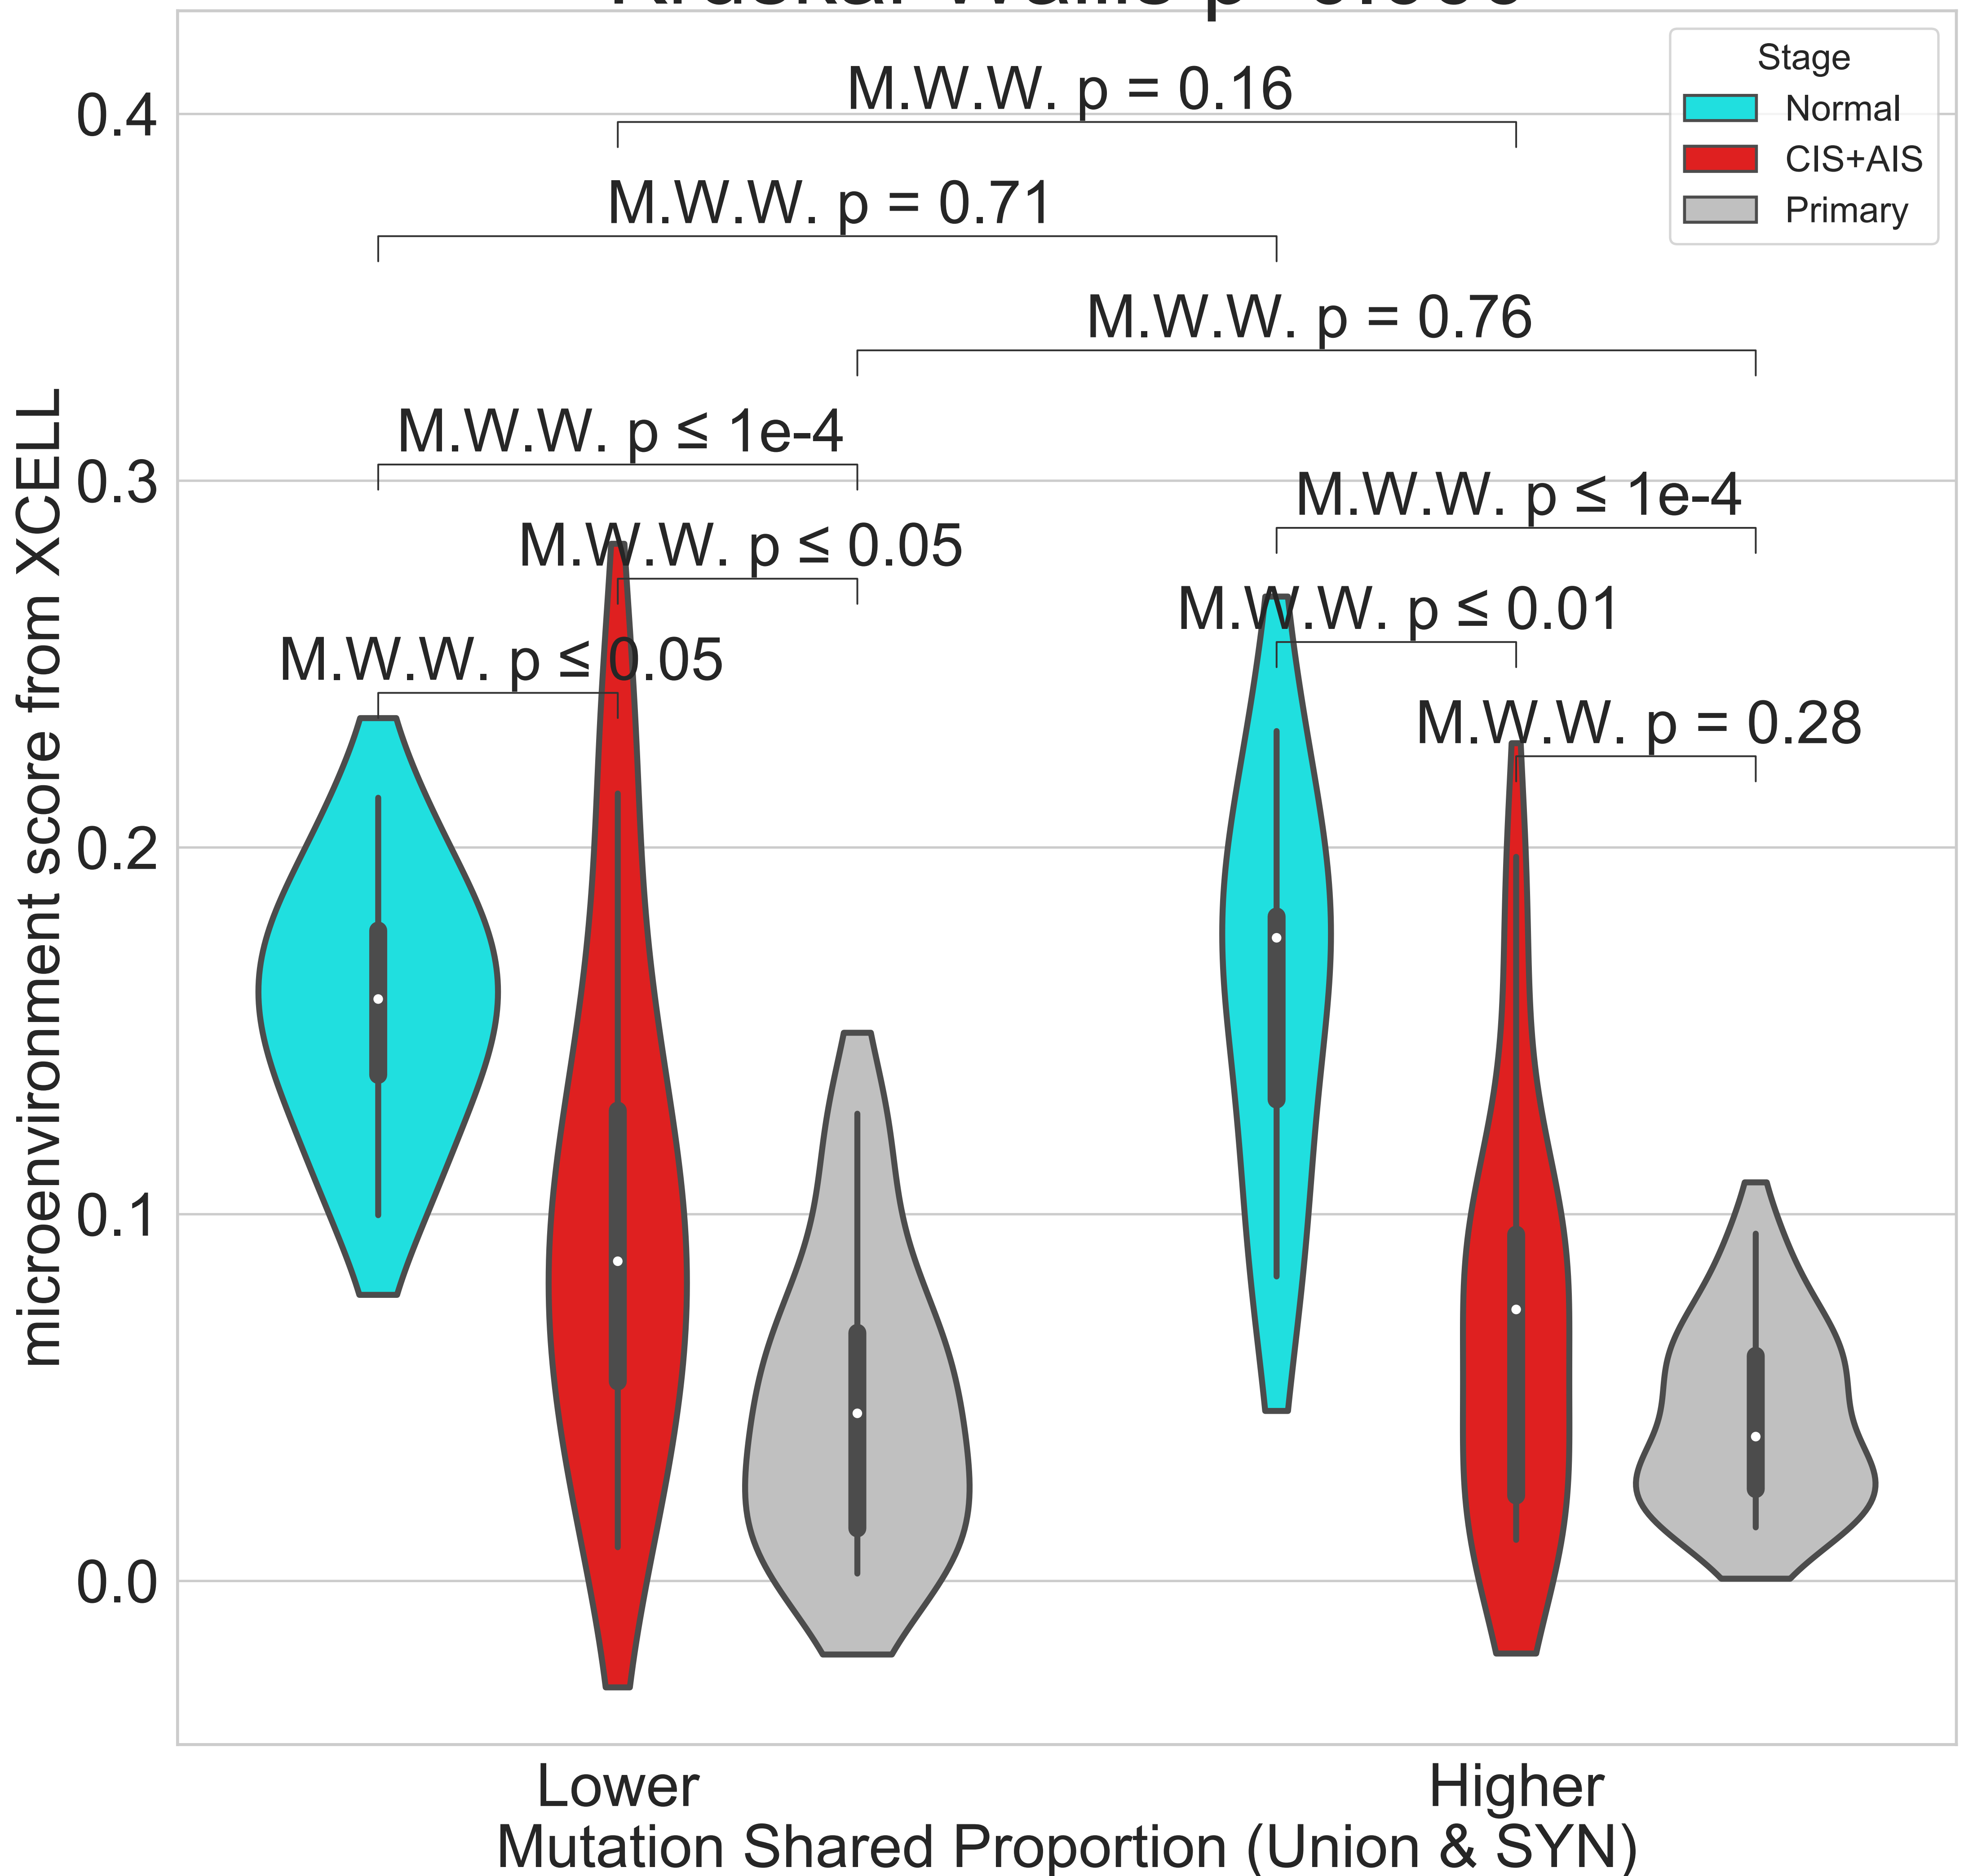 Stage
Normal
CIS+AIS
Primary
M.W.W. p = 0.16
M.W.W. p = 0.71
M.W.W. p = 0.76
M.W.W. p ≤ 1e-4
M.W.W. p ≤ 1e-4
M.W.W. p ≤ 0.05
M.W.W. p ≤ 0.01
M.W.W. p ≤ 0.05
M.W.W. p = 0.28
0.4
0.3
0.2
0.1
0.0
microenvironment score from XCELL
Lower
Higher
Mutation Shared Proportion (Union & SYN)